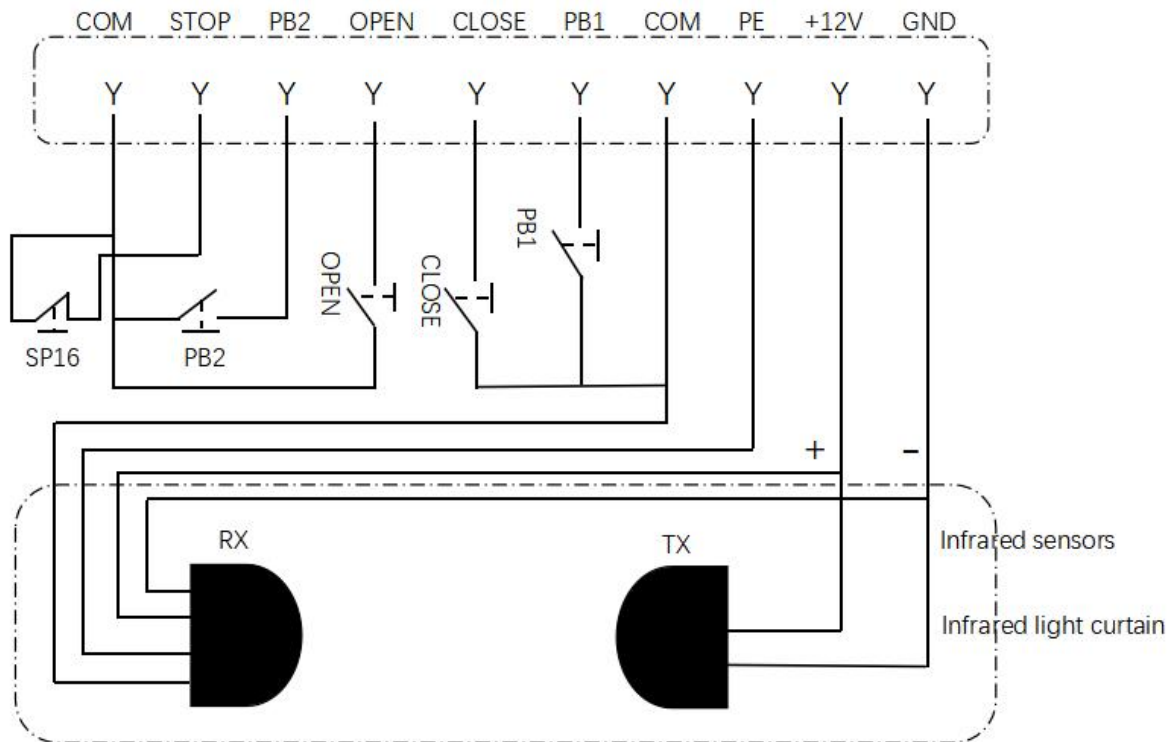 COM STOP PB2 OPEN CLOSE PB1 COM PE +12V GND
Y Y Y Y Y Y Y Y Y Y
PB1
OPEN
CLOSE
SP16 PB2
+ -
RX TX Infrared sensors
Infrared light curtain